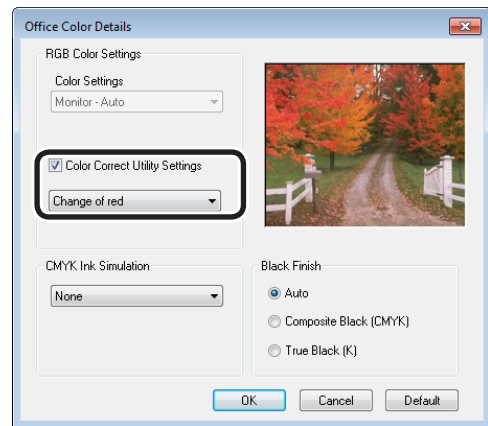 Office Color Details
RGB Color Settings
Color Settings
Monitor - Auto
Color Correct Utility Settings
Change of red
CMYK Ink Simulation
None
Black Finish
Auto
Composite Black (CMYK)
True Black (K)
OK Cancel Default